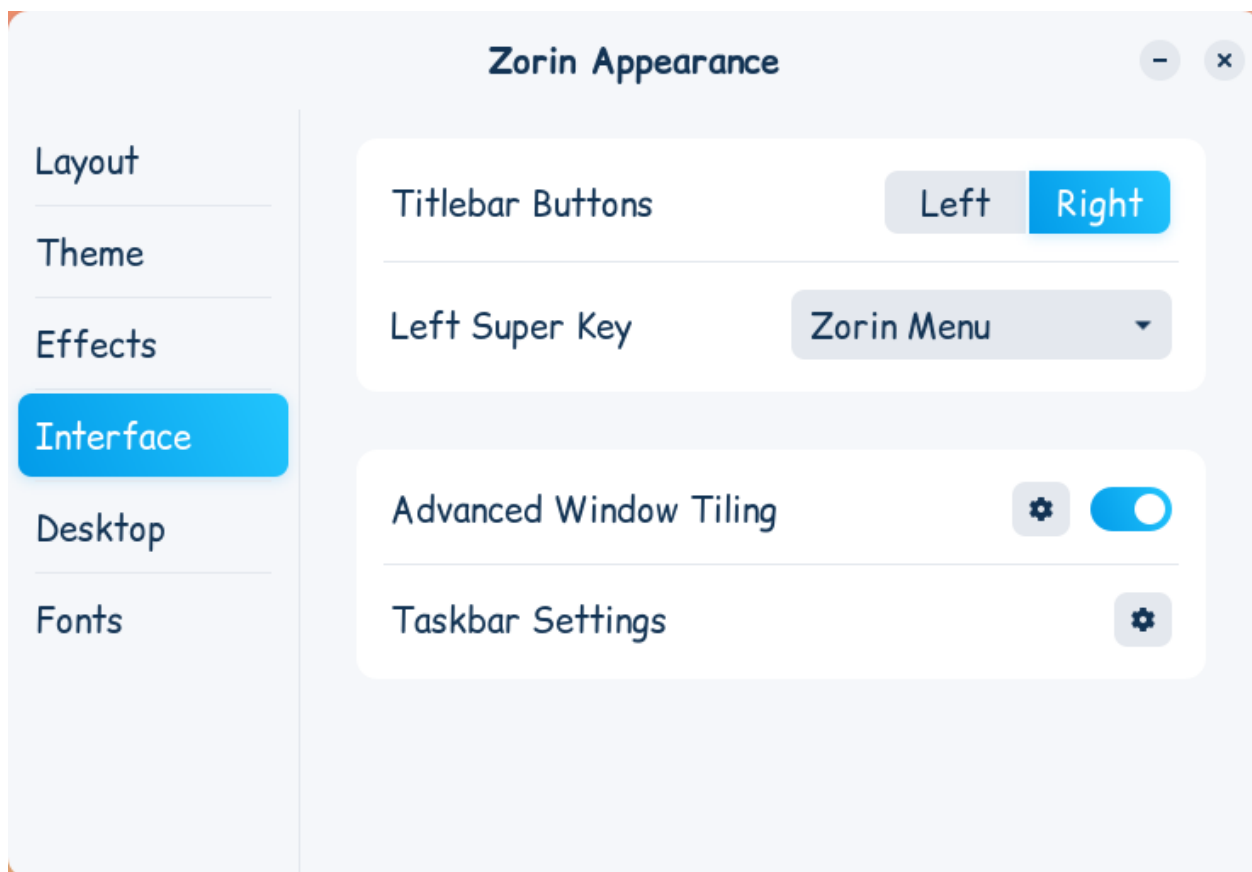 Zorin Appearance
Layout
Theme
Effects
Interface
Desktop
Fonts
Titlebar Buttons
Left Right
Left Super Key
Zorin Menu
Advanced Window Tiling
Taskbar Settings